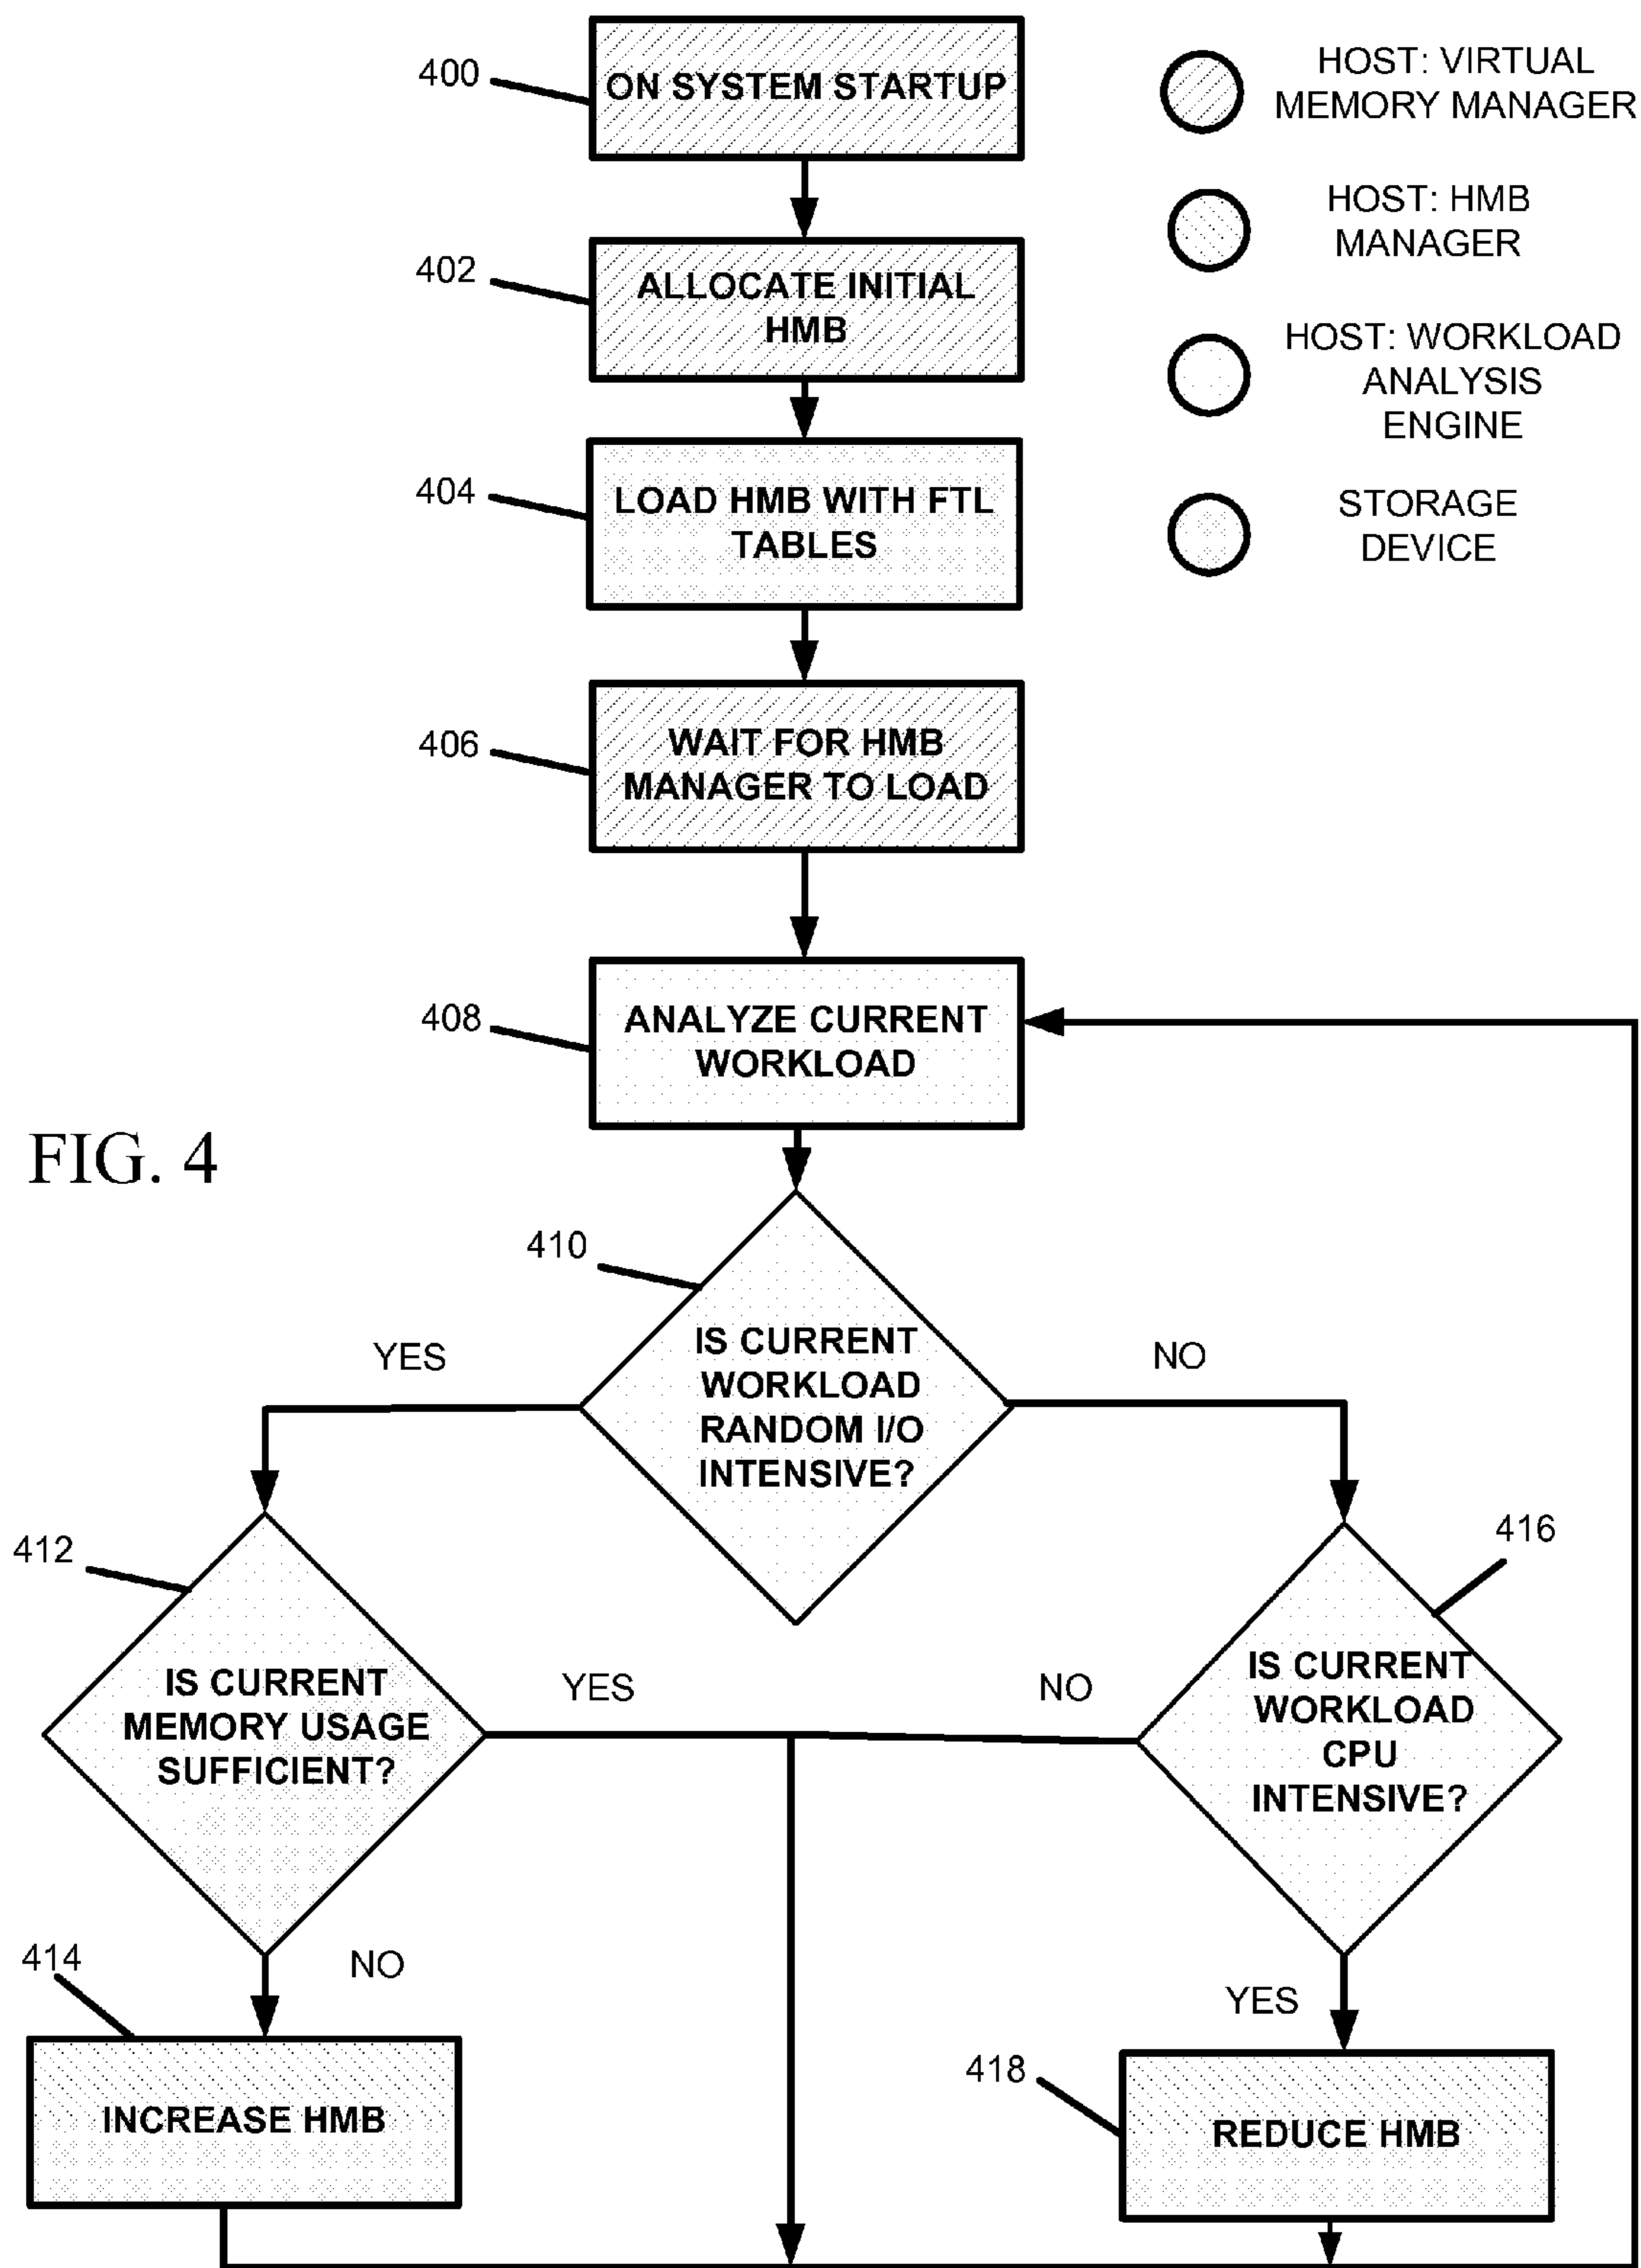 400
ON SYSTEM STARTUP
HOST: VIRTUAL
MEMORY MANAGER
402
ALLOCATE INITIAL
HMB
HOST: HMB
MANAGER
404
LOAD HMB WITH FTL
TABLES
HOST: WORKLOAD
ANALYSIS
ENGINE
STORAGE
DEVICE
406
WAIT FOR HMB
MANAGER TO LOAD
408
ANALYZE CURRENT
WORKLOAD
FIG. 4
410
IS CURRENT
WORKLOAD
RANDOM I/O
INTENSIVE?
YES
NO
412
IS CURRENT
MEMORY USAGE
SUFFICIENT?
YES
NO
416
IS CURRENT
WORKLOAD
CPU
INTENSIVE?
NO
YES
414
INCREASE HMB
418
REDUCE HMB